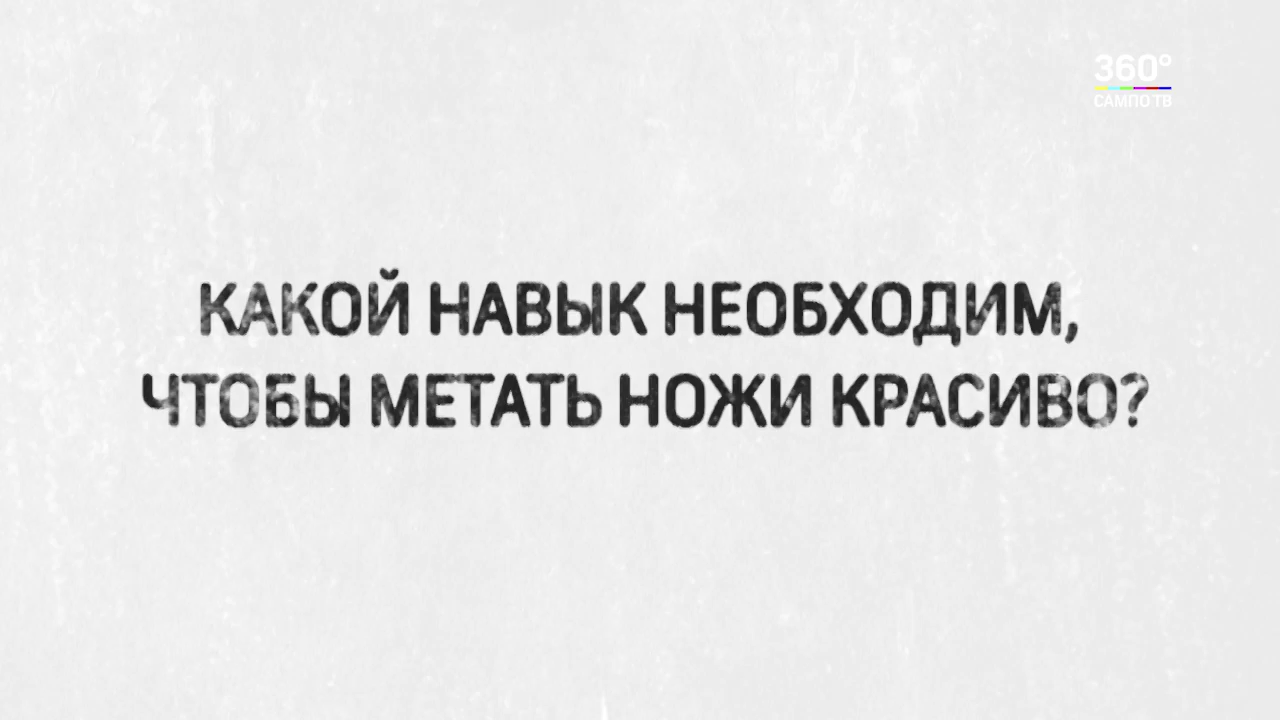 360°
САМПО ТВ
КАКОЙ НАВЫК НЕОБХОДИМ,
ЧТОБЫ МЕТАТЬ НОЖИ КРАСИВО?